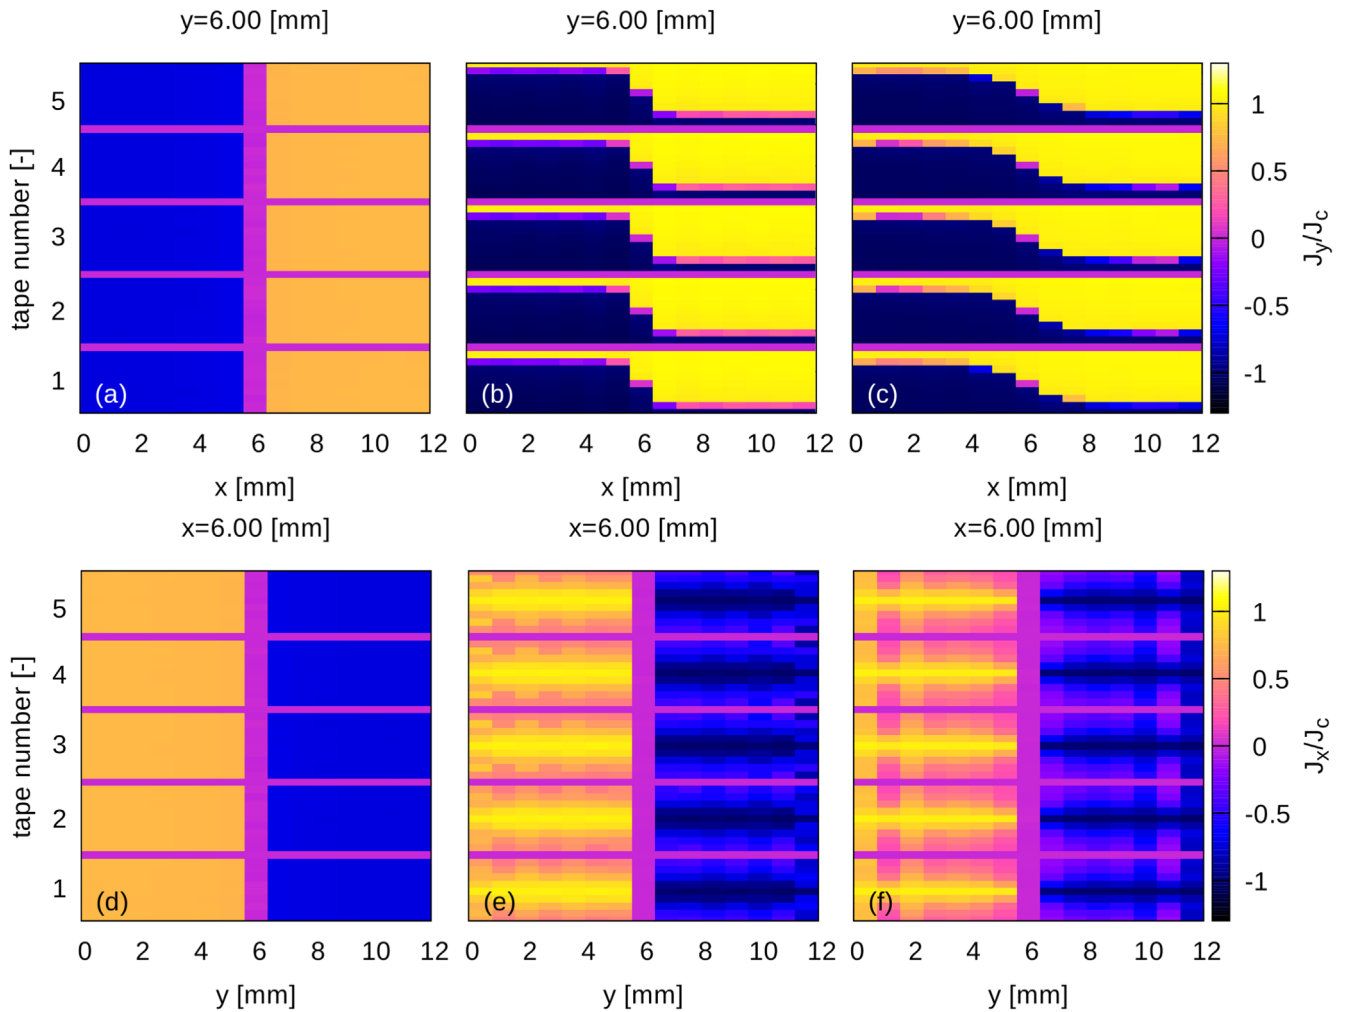 y=6.00 [mm] y=6.00 [mm] y=6.00 [mm]
tape number [-]
5
4
3
2
1
(a) (b) (c)
1
0.5
0
-0.5
-1
Jy/Jc
0 2 4 6 8 10 12 0 2 4 6 8 10 12 0 2 4 6 8 10 12
x [mm] x [mm] x [mm]
x=6.00 [mm] x=6.00 [mm] x=6.00 [mm]
tape number [-]
5
4
3
2
1
(d) (e) (f)
1
0.5
0
-0.5
-1
Jx/Jc
0 2 4 6 8 10 12 0 2 4 6 8 10 12 0 2 4 6 8 10 12
y [mm] y [mm] y [mm]